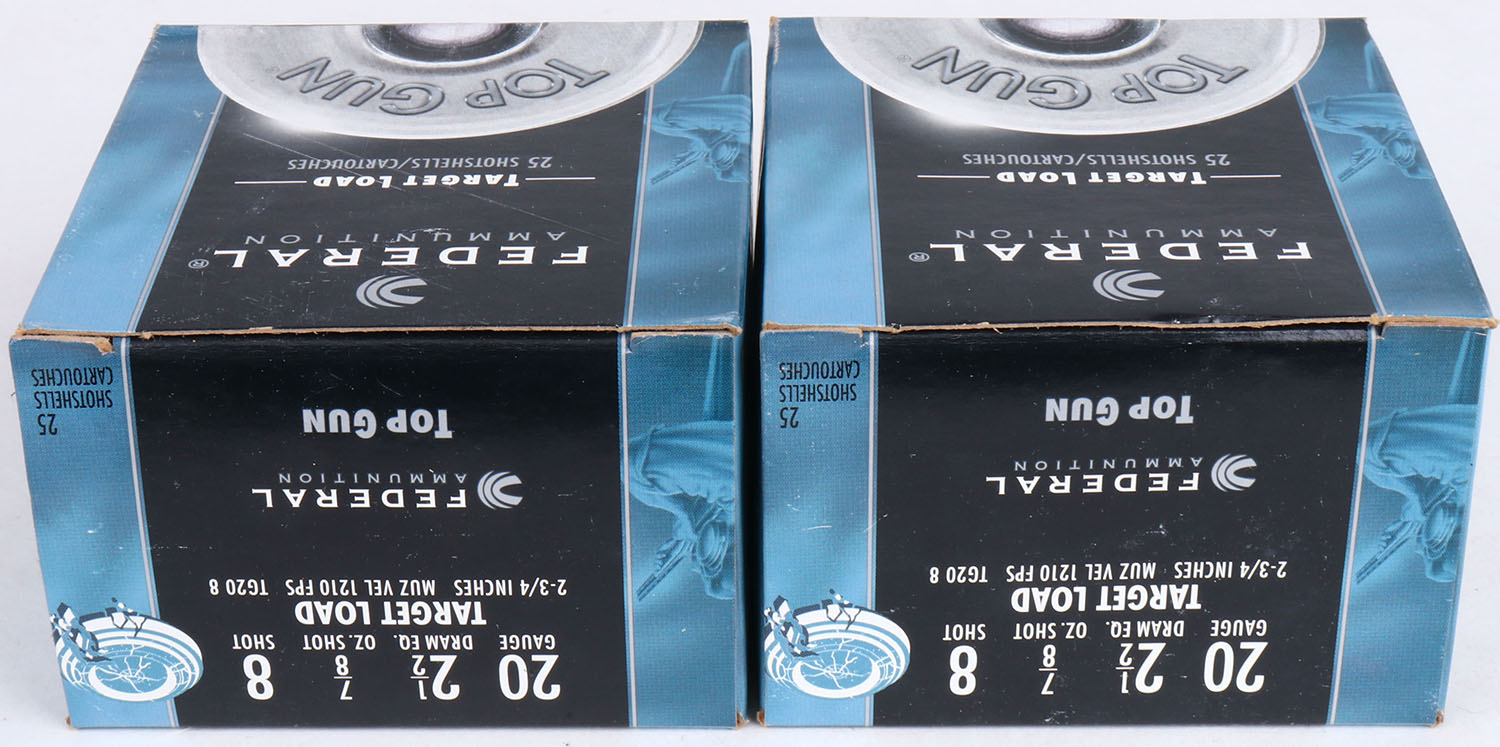 20 2 1/2 7/8 8
GAUGE DRAM EQ. OZ. SHOT SHOT
TARGET LOAD
2-3/4 INCHES MUZ VEL 1210 FPS TG20 8
FEDERAL
AMMUNITION
TOP GUN
25
SHOTSHELLS
CARTOUCHES
FEDERAL®
AMMUNITION
TARGET LOAD
25 SHOTSHELLS/CARTOUCHES
TOP GUN
20 2 1/2 7/8 8
GAUGE DRAM EQ. OZ. SHOT SHOT
TARGET LOAD
2-3/4 INCHES MUZ VEL 1210 FPS TG20 8
FEDERAL
AMMUNITION
TOP GUN
25
SHOTSHELLS
CARTOUCHES
FEDERAL®
AMMUNITION
TARGET LOAD
25 SHOTSHELLS/CARTOUCHES
TOP GUN®